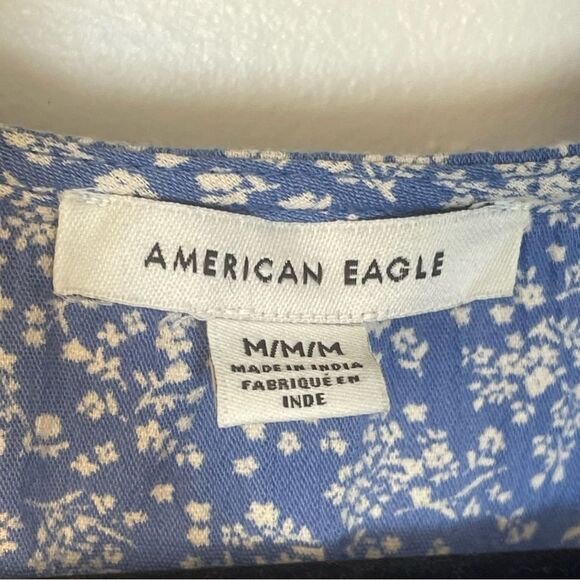 AMERICAN EAGLE
M/M/M
MADE IN INDIA
FABRIQUÉ EN
INDE